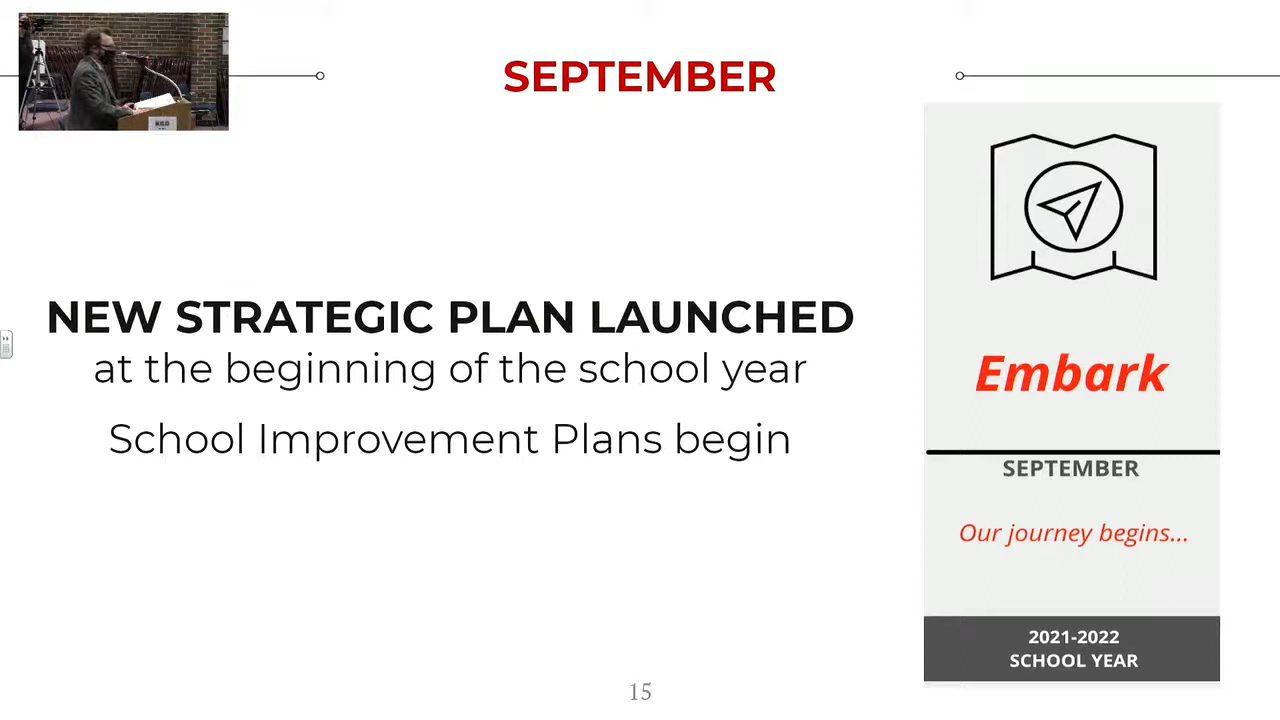 SEPTEMBER
NEW STRATEGIC PLAN LAUNCHED
at the beginning of the school year
School Improvement Plans begin
Embark
SEPTEMBER
Our journey begins...
2021-2022
SCHOOL YEAR
15